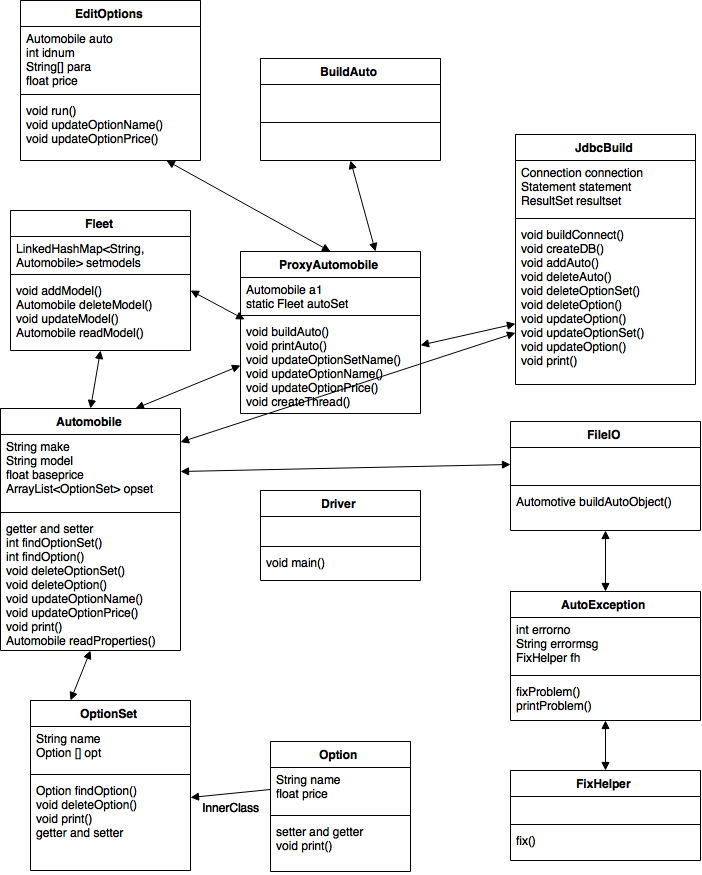 EditOptions
Automobile auto
int idnum
String[] para
float price
void run()
void updateOptionName()
void updateOptionPrice()
BuildAuto
JdbcBuild
Connection connection
Statement statement
ResultSet resultset
void buildConnect()
void createDB()
void addAuto()
void deleteAuto()
void deleteOptionSet()
void deleteOption()
void updateOption()
void updateOptionSet()
void updateOption()
void print()
Fleet
LinkedHashMap<String,
Automobile> setmodels
void addModel()
Automobile deleteModel()
void updateModel()
Automobile readModel()
ProxyAutomobile
Automobile a1
static Fleet autoSet
void buildAuto()
void printAuto()
void updateOptionSetName()
void updateOptionName()
void updateOptionPrice()
void createThread()
Automobile
String make
String model
float baseprice
ArrayList<OptionSet> opset
getter and setter
int findOptionSet()
int findOption()
void deleteOptionSet()
void deleteOption()
void updateOptionName()
void updateOptionPrice()
void print()
Automobile readProperties()
FileIO
Automotive buildAutoObject()
Driver
void main()
AutoException
int errorno
String errormsg
FixHelper fh
fixProblem()
printProblem()
OptionSet
String name
Option [] opt
Option findOption()
void deleteOption()
void print()
getter and setter
InnerClass
Option
String name
float price
setter and getter
void print()
FixHelper
fix()